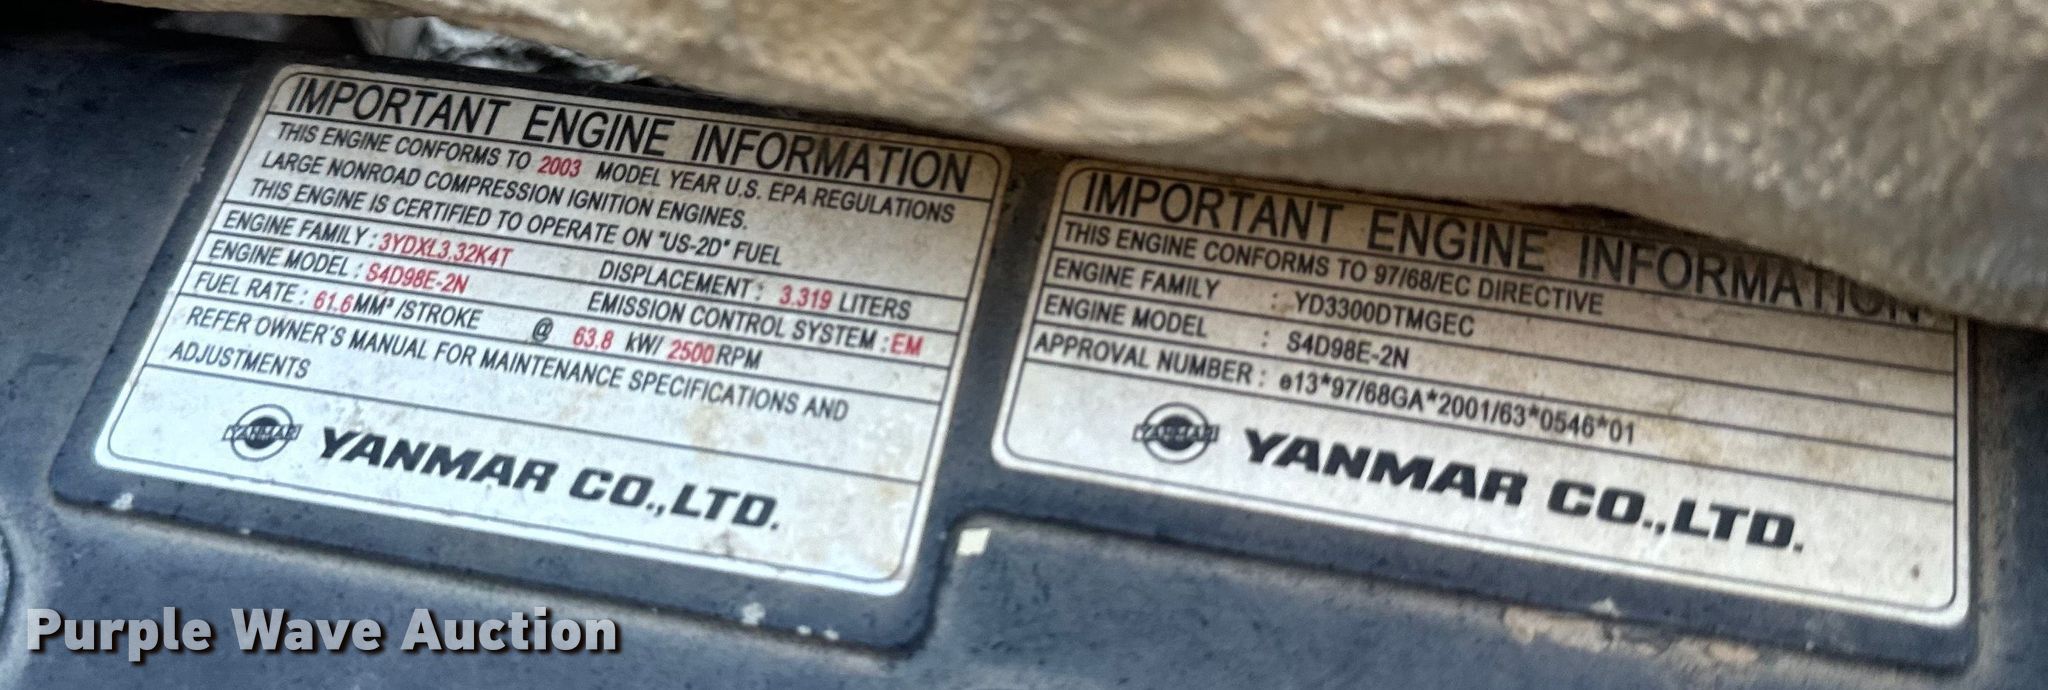 IMPORTANT ENGINE INFORMATION
THIS ENGINE CONFORMS TO 2003 MODEL YEAR U.S. EPA REGULATIONS
LARGE NONROAD COMPRESSION IGNITION ENGINES.
THIS ENGINE IS CERTIFIED TO OPERATE ON "US-2D" FUEL
ENGINE FAMILY : 3YDXL3.32K4T DISPLACEMENT : 3.319 LITERS
ENGINE MODEL : S4D98E-2N EMISSION CONTROL SYSTEM : EM
FUEL RATE : 61.6 MM³/STROKE @ 63.8 kW/ 2500 RPM
REFER OWNER'S MANUAL FOR MAINTENANCE SPECIFICATIONS AND
ADJUSTMENTS
YANMAR YANMAR CO.,LTD.
IMPORTANT ENGINE INFORMATION
THIS ENGINE CONFORMS TO 97/68/EC DIRECTIVE
ENGINE FAMILY : YD3300DTMGEC
ENGINE MODEL : S4D98E-2N
APPROVAL NUMBER : e13*97/68GA*2001/63*0546*01
YANMAR YANMAR CO.,LTD.
Purple Wave Auction